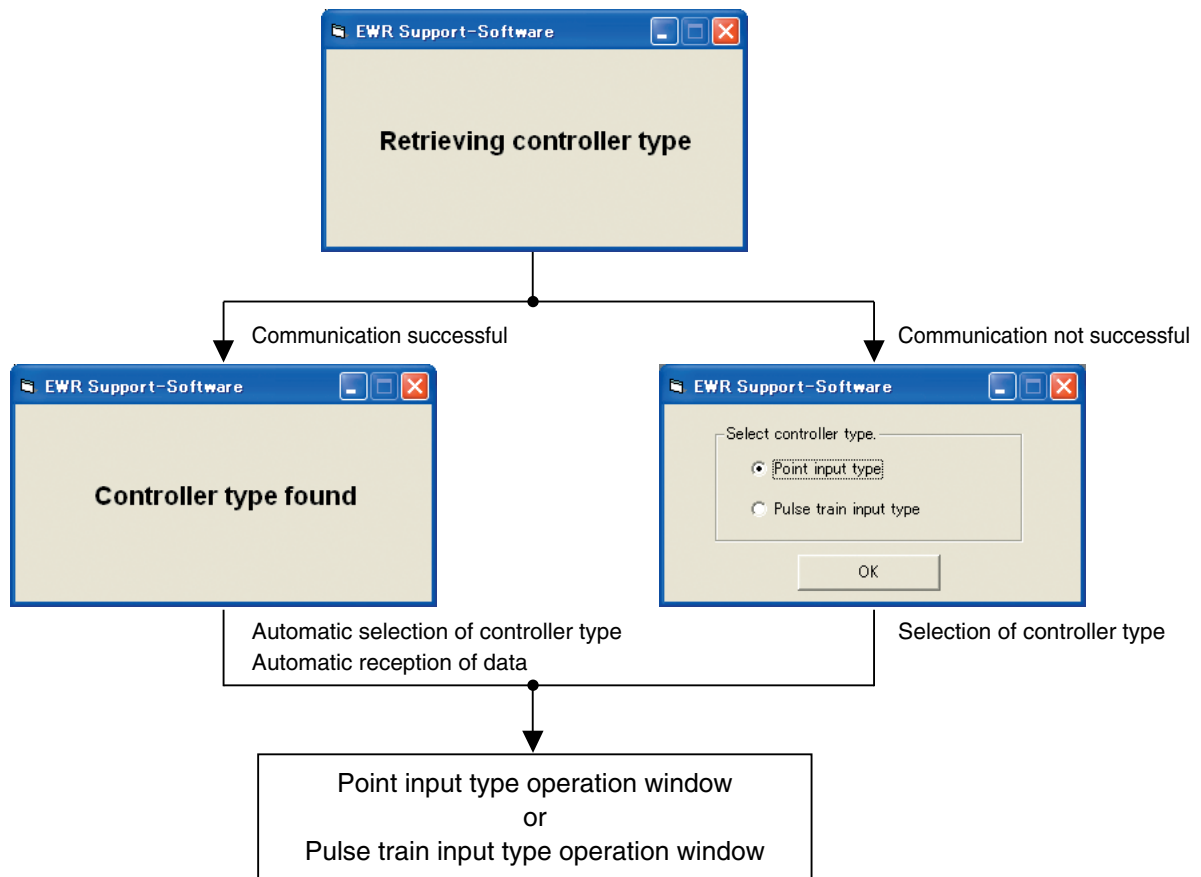 EWR Support-Software
Retrieving controller type
Communication successful
Communication not successful
EWR Support-Software
Controller type found
EWR Support-Software
Select controller type.
Point input type
Pulse train input type
OK
Automatic selection of controller type
Automatic reception of data
Selection of controller type
Point input type operation window
or
Pulse train input type operation window